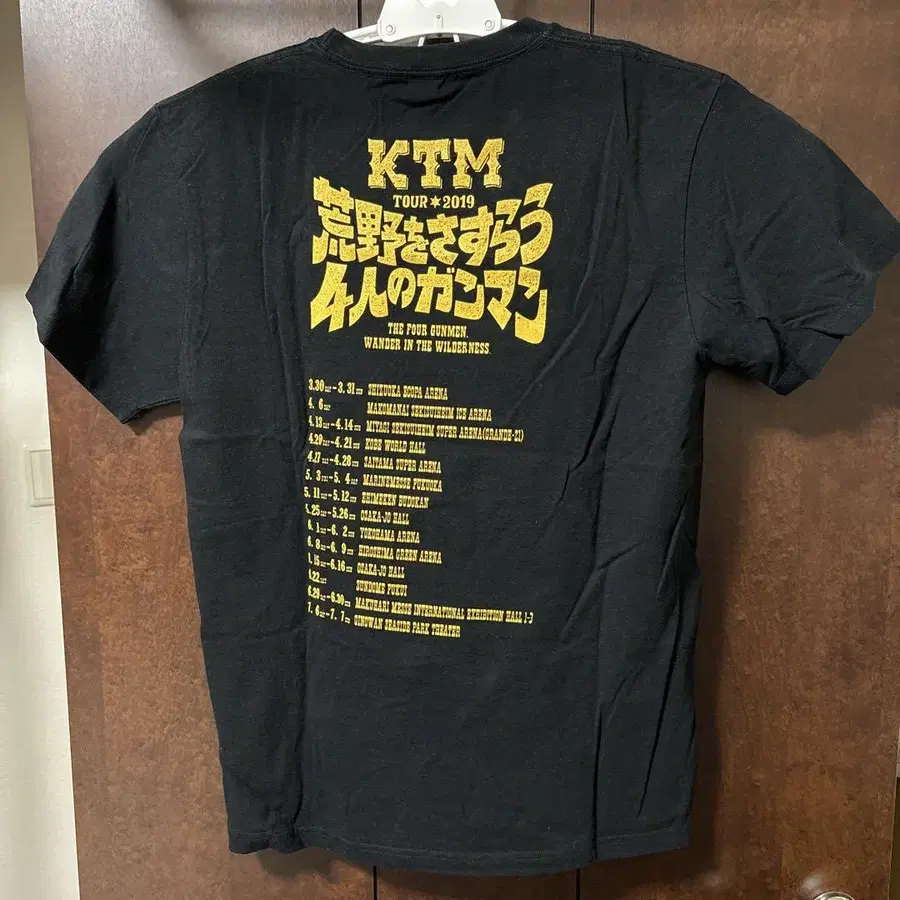 KTM
TOUR✶2019
荒野をさすらう
4人のガンマン
THE FOUR GUNMEN,
WANDER IN THE WILDERNESS.
3.30 - 3.31 SHIZUOKA ECOPA ARENA
4. 6 MAKOMANAI SEKISUIHEIM ICE ARENA
4.13 - 4.14 MIYAGI SEKISUIHEIM SUPER ARENA(GRANDE-21)
4.20 - 4.21 KOBE WORLD HALL
4.27 - 4.28 SAITAMA SUPER ARENA
5. 3 - 5. 4 MARINEMESSE FUKUOKA
5.11 - 5.12 EHIMEKEN BUDOKAN
5.25 - 5.26 OSAKA-JO HALL
6. 1 - 6. 2 YOKOHAMA ARENA
6. 8 - 6. 9 HIROSHIMA GREEN ARENA
6.15 - 6.16 OSAKA-JO HALL
6.22 SUNDOME FUKUI
6.29 - 6.30 MAKUHARI MESSE INTERNATIONAL EXHIBITION HALL 1-3
7. 6 - 7. 7 GINOWAN SEASIDE PARK THEATER